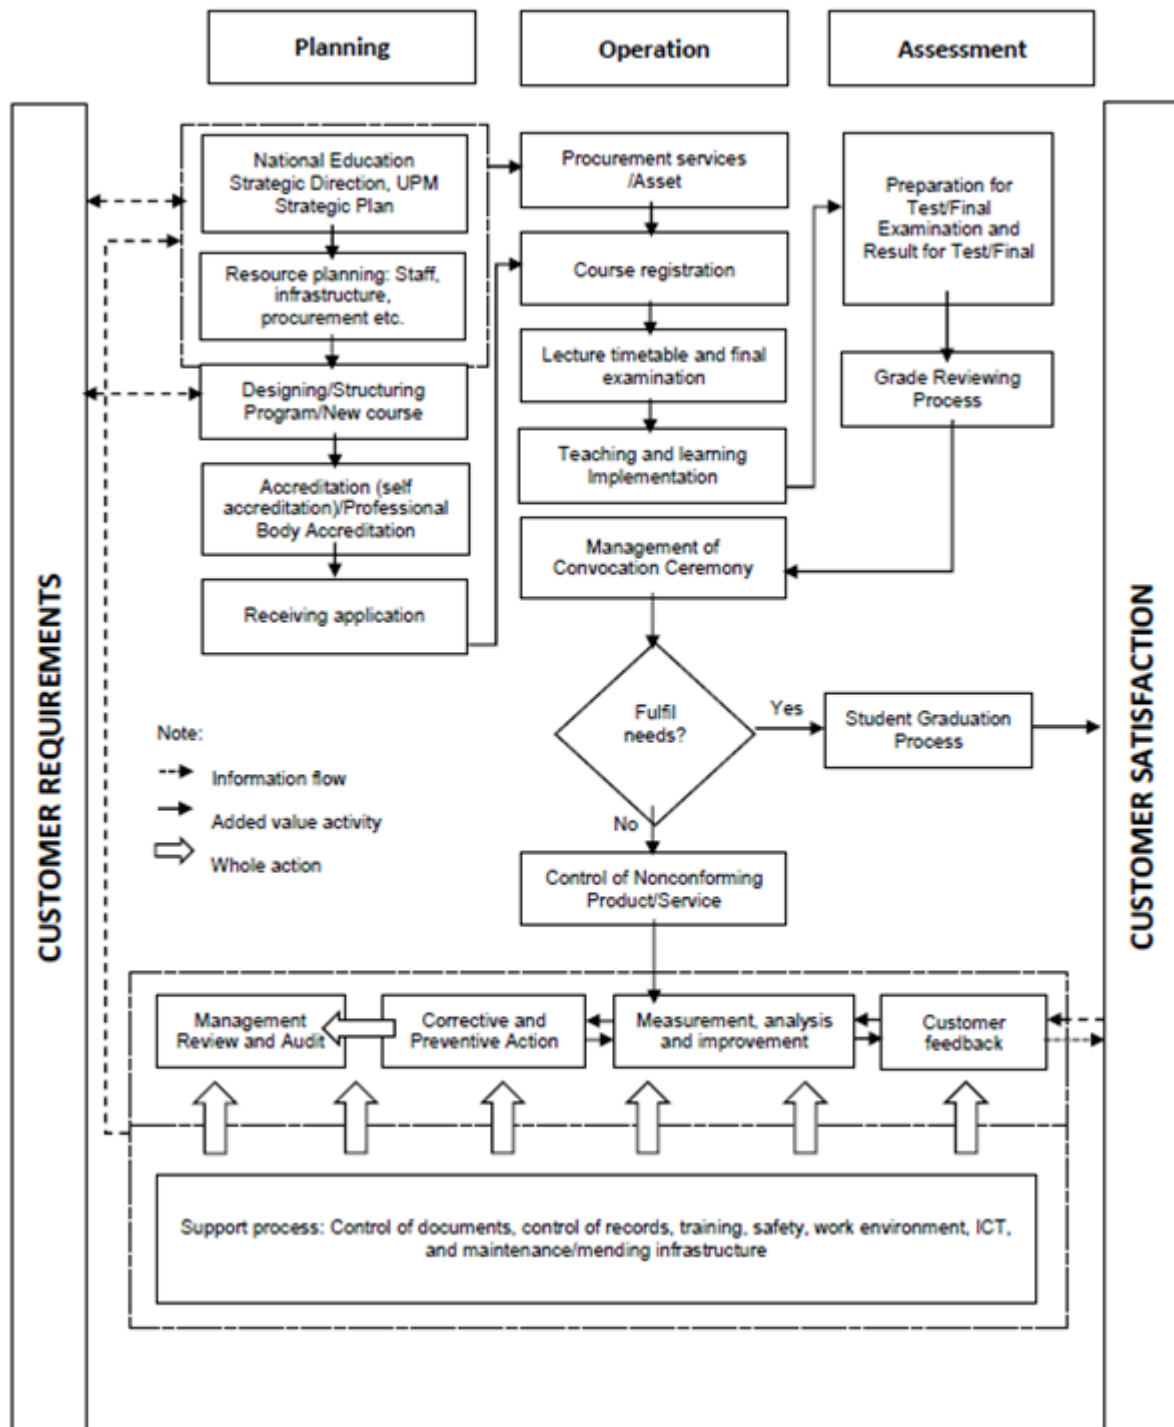 Planning
Operation
Assessment
CUSTOMER REQUIREMENTS
National Education
Strategic Direction, UPM
Strategic Plan
Resource planning: Staff,
infrastructure,
procurement etc.
Designing/Structuring
Program/New course
Accreditation (self
accreditation)/Professional
Body Accreditation
Receiving application
Procurement services
/Asset
Course registration
Lecture timetable and final
examination
Teaching and learning
Implementation
Management of
Convocation Ceremony
Preparation for
Test/Final
Examination and
Result for Test/Final
Grade Reviewing
Process
Fulfil
needs?
Yes
Student Graduation
Process
No
Control of Nonconforming
Product/Service
Note:
Information flow
Added value activity
Whole action
Management
Review and Audit
Corrective and
Preventive Action
Measurement, analysis
and improvement
Customer
feedback
Support process: Control of documents, control of records, training, safety, work environment, ICT,
and maintenance/mending infrastructure
CUSTOMER SATISFACTION